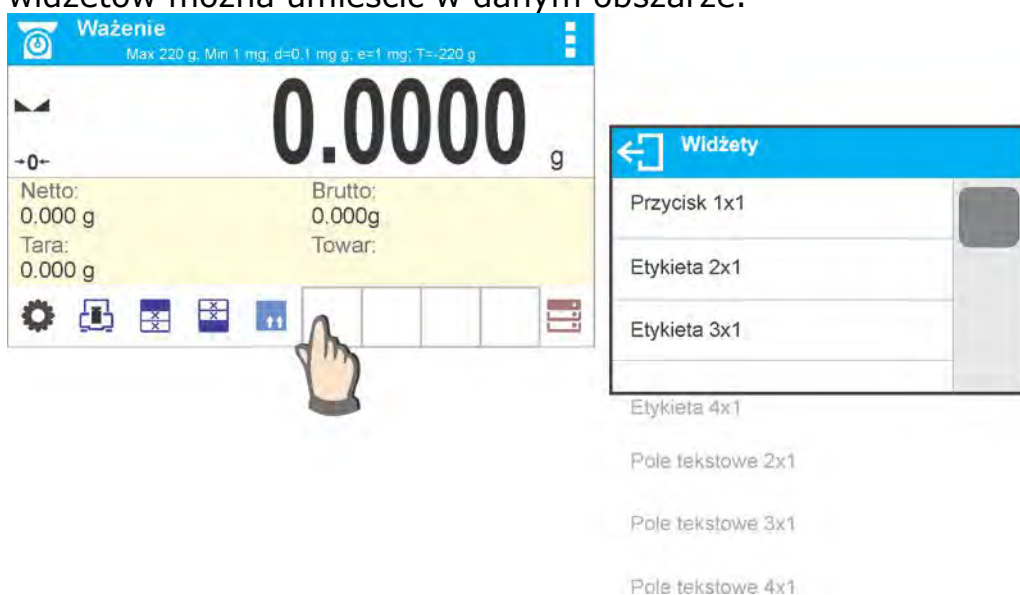 widżetów można umieścić w danym obszarze.
Ważenie
Max 220 g; Min 1 mg; d=0.1 mg g; e=1 mg; T=-220 g
0.0000 g
→0←
Netto:
0.000 g
Brutto:
0.000g
Tara:
0.000 g
Towar:
Widżety
Przycisk 1x1
Etykieta 2x1
Etykieta 3x1
Etykieta 4x1
Pole tekstowe 2x1
Pole tekstowe 3x1
Pole tekstowe 4x1